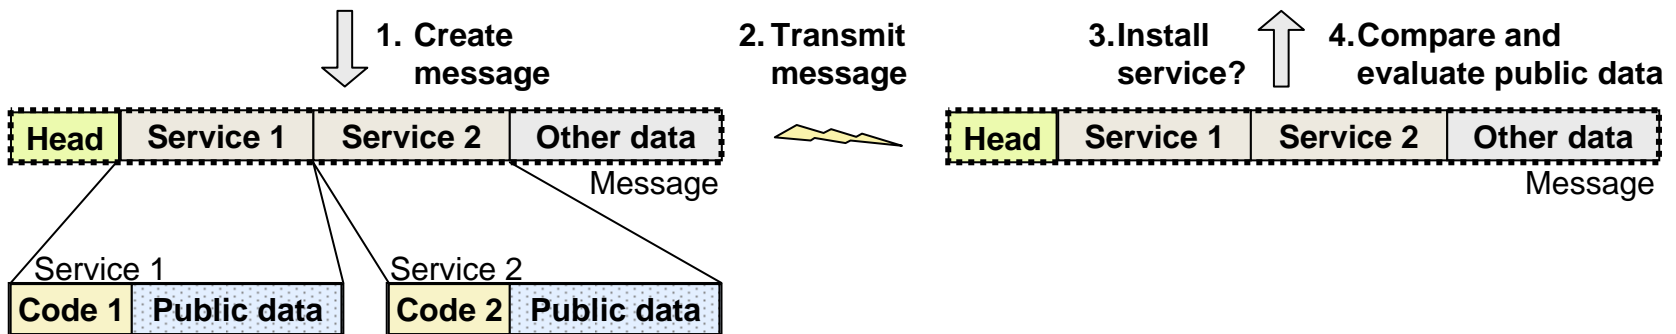 1. Create
message
2. Transmit
message
3.Install
service?
4.Compare and
evaluate public data
Head Service 1 Service 2 Other data
Message
Head Service 1 Service 2 Other data
Message
Service 1
Code 1 Public data
Service 2
Code 2 Public data